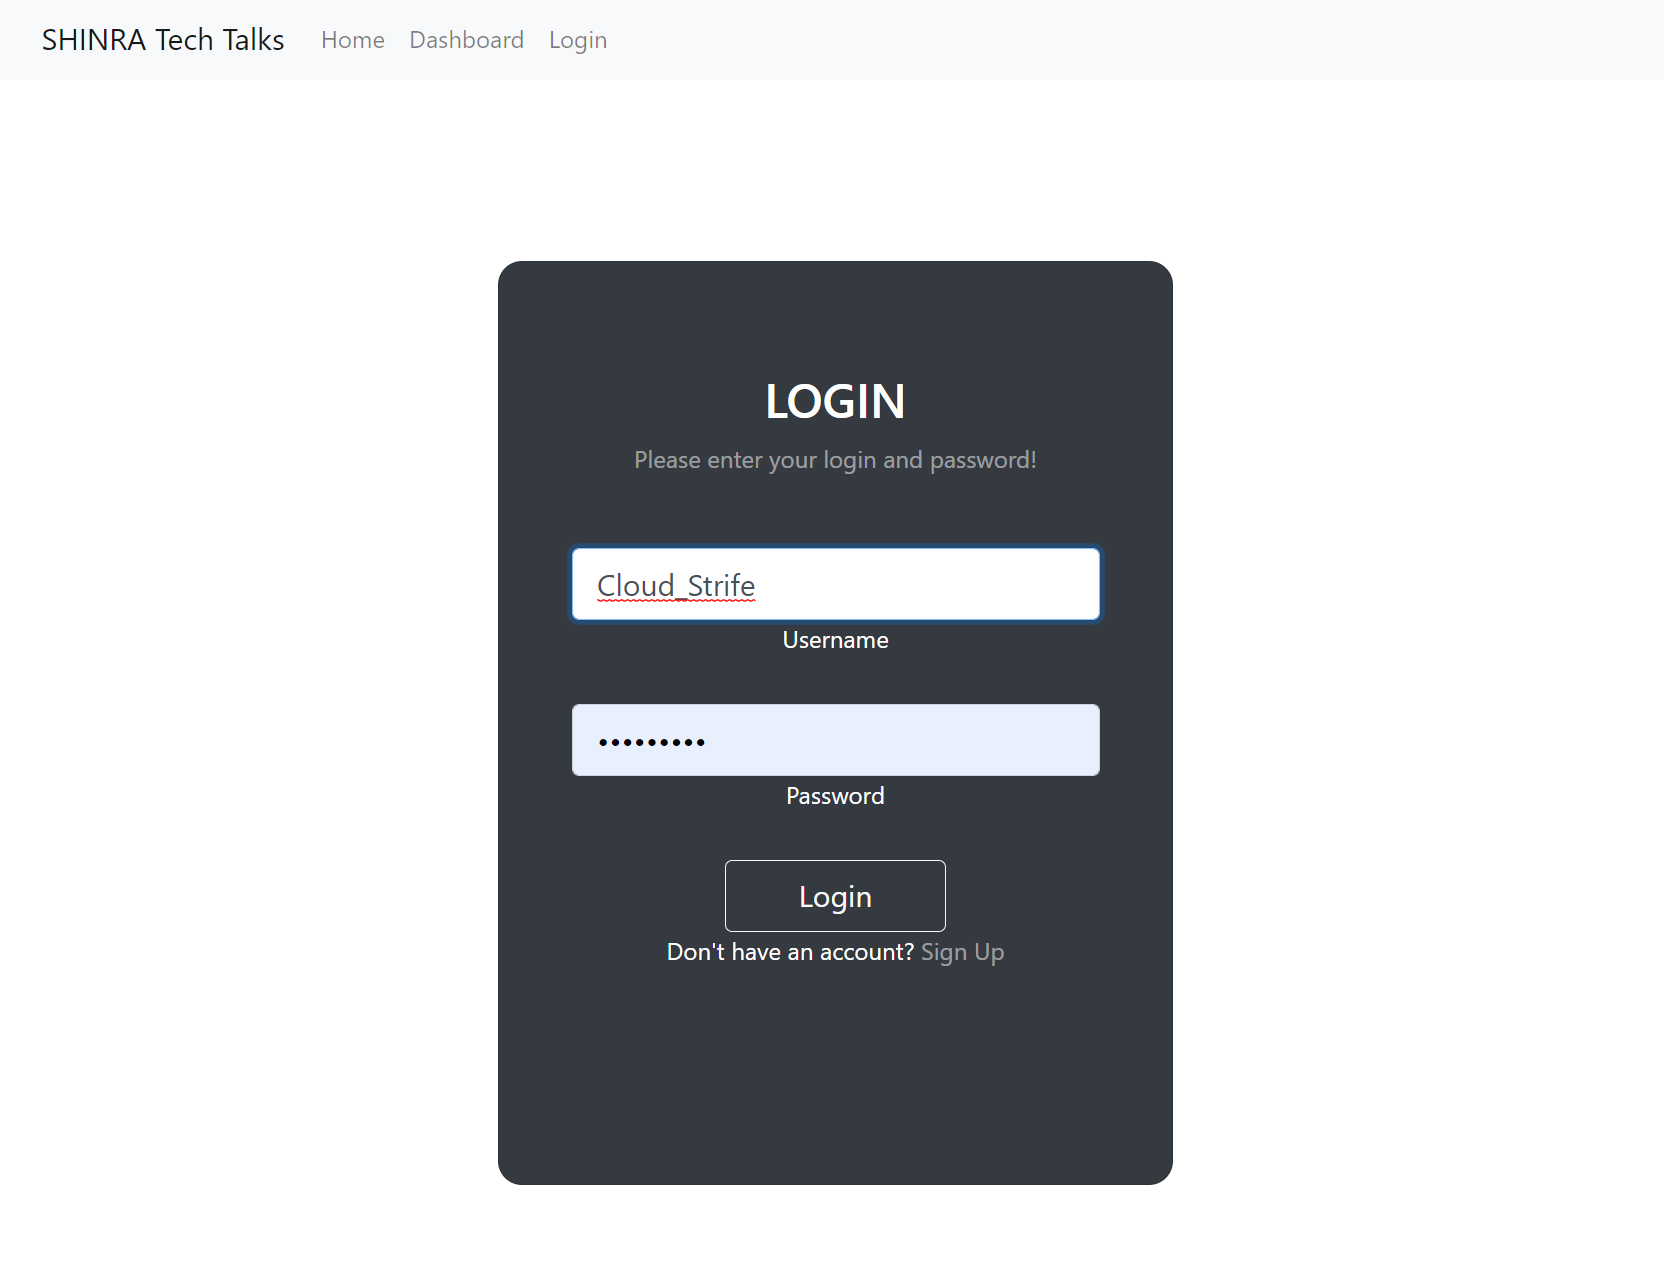 SHINRA Tech Talks Home Dashboard Login
LOGIN
Please enter your login and password!
Cloud_Strife
Username
•••••••••
Password
Login
Don't have an account? Sign Up